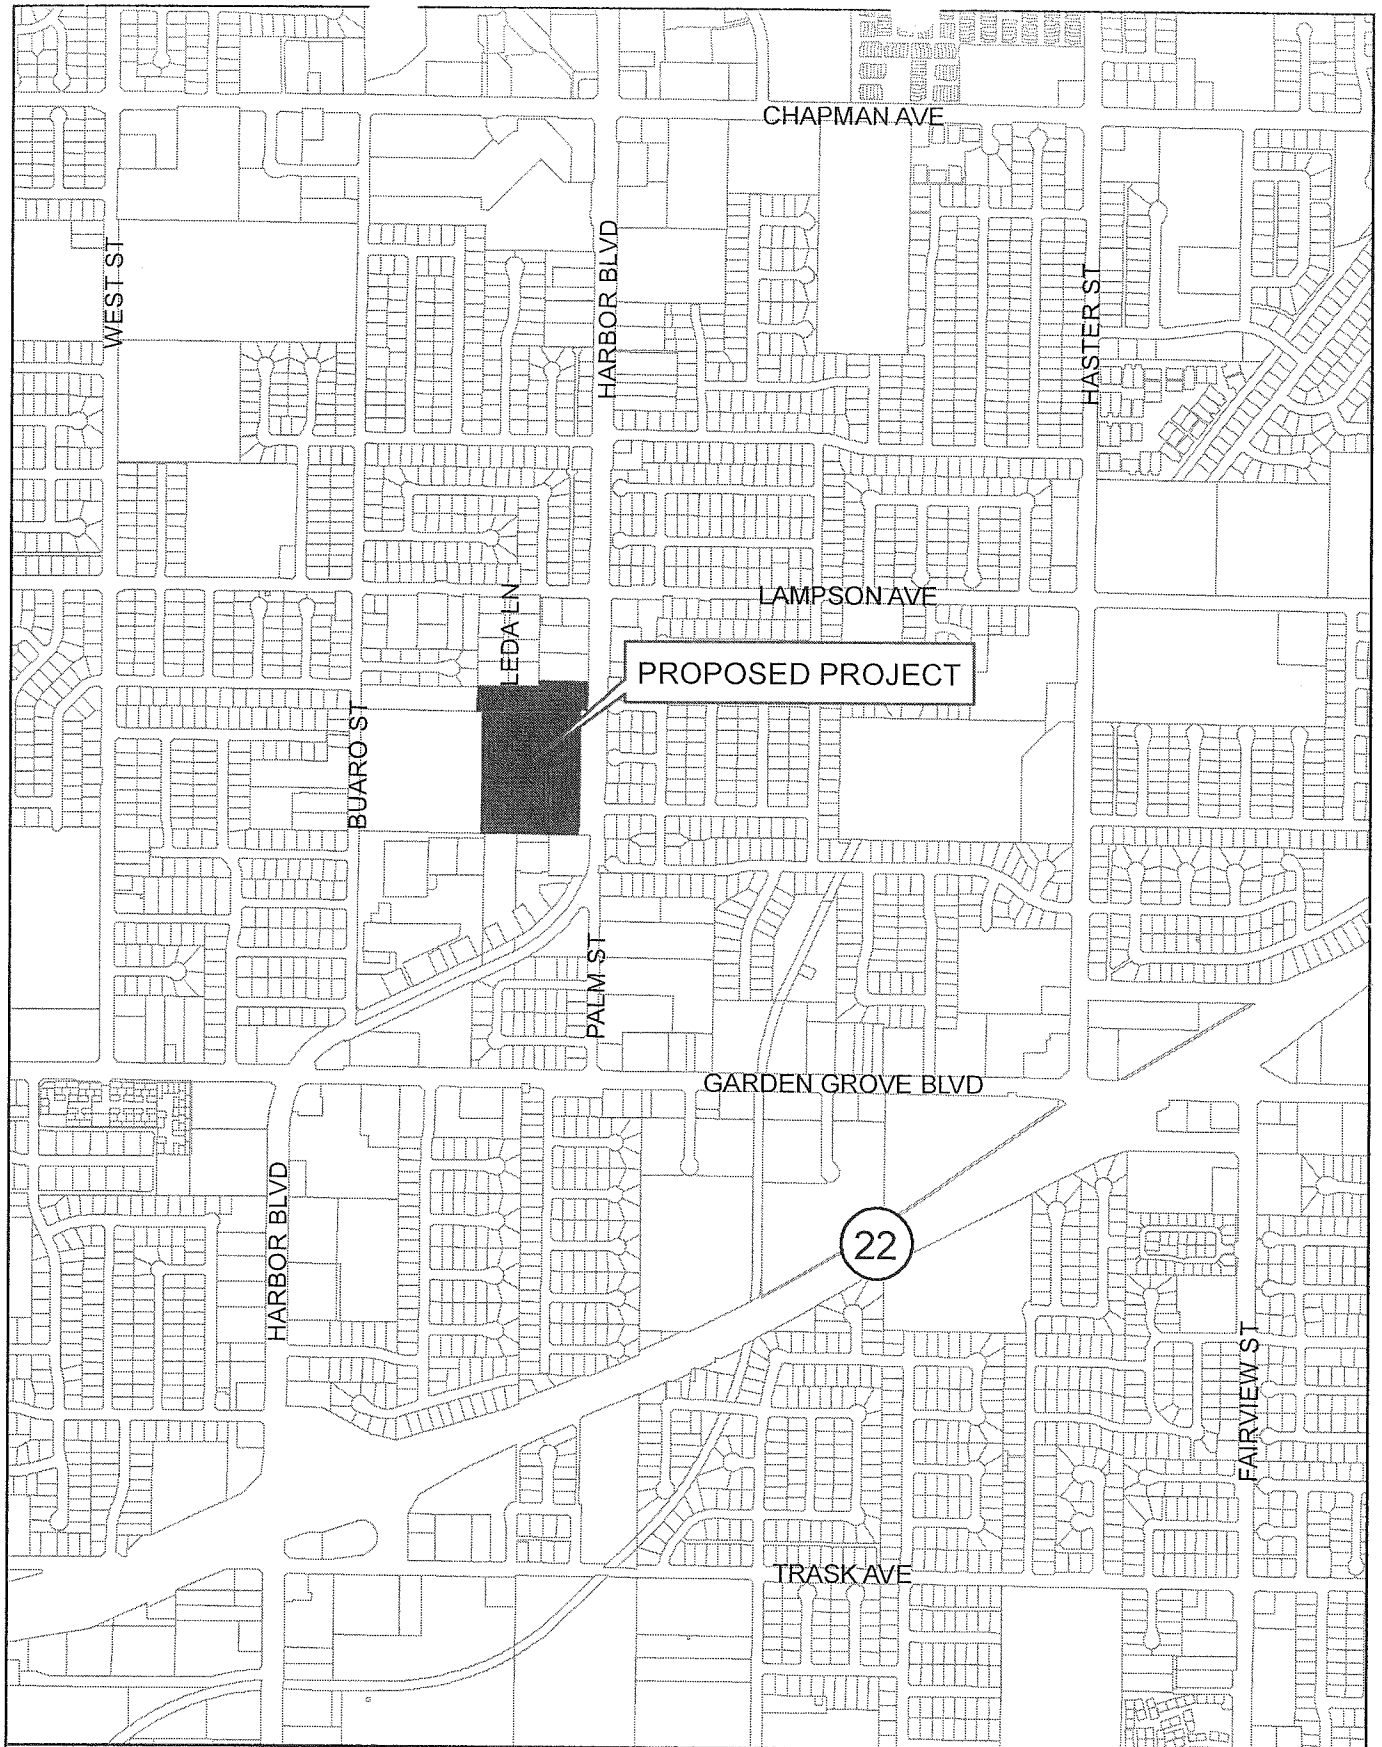 CHAPMAN AVE
WEST ST
HARBOR BLVD
HASTER ST
LEDA LN
LAMPSON AVE
PROPOSED PROJECT
BUARO ST
PALM ST
GARDEN GROVE BLVD
HARBOR BLVD
22
FAIRVIEW ST
TRASK AVE